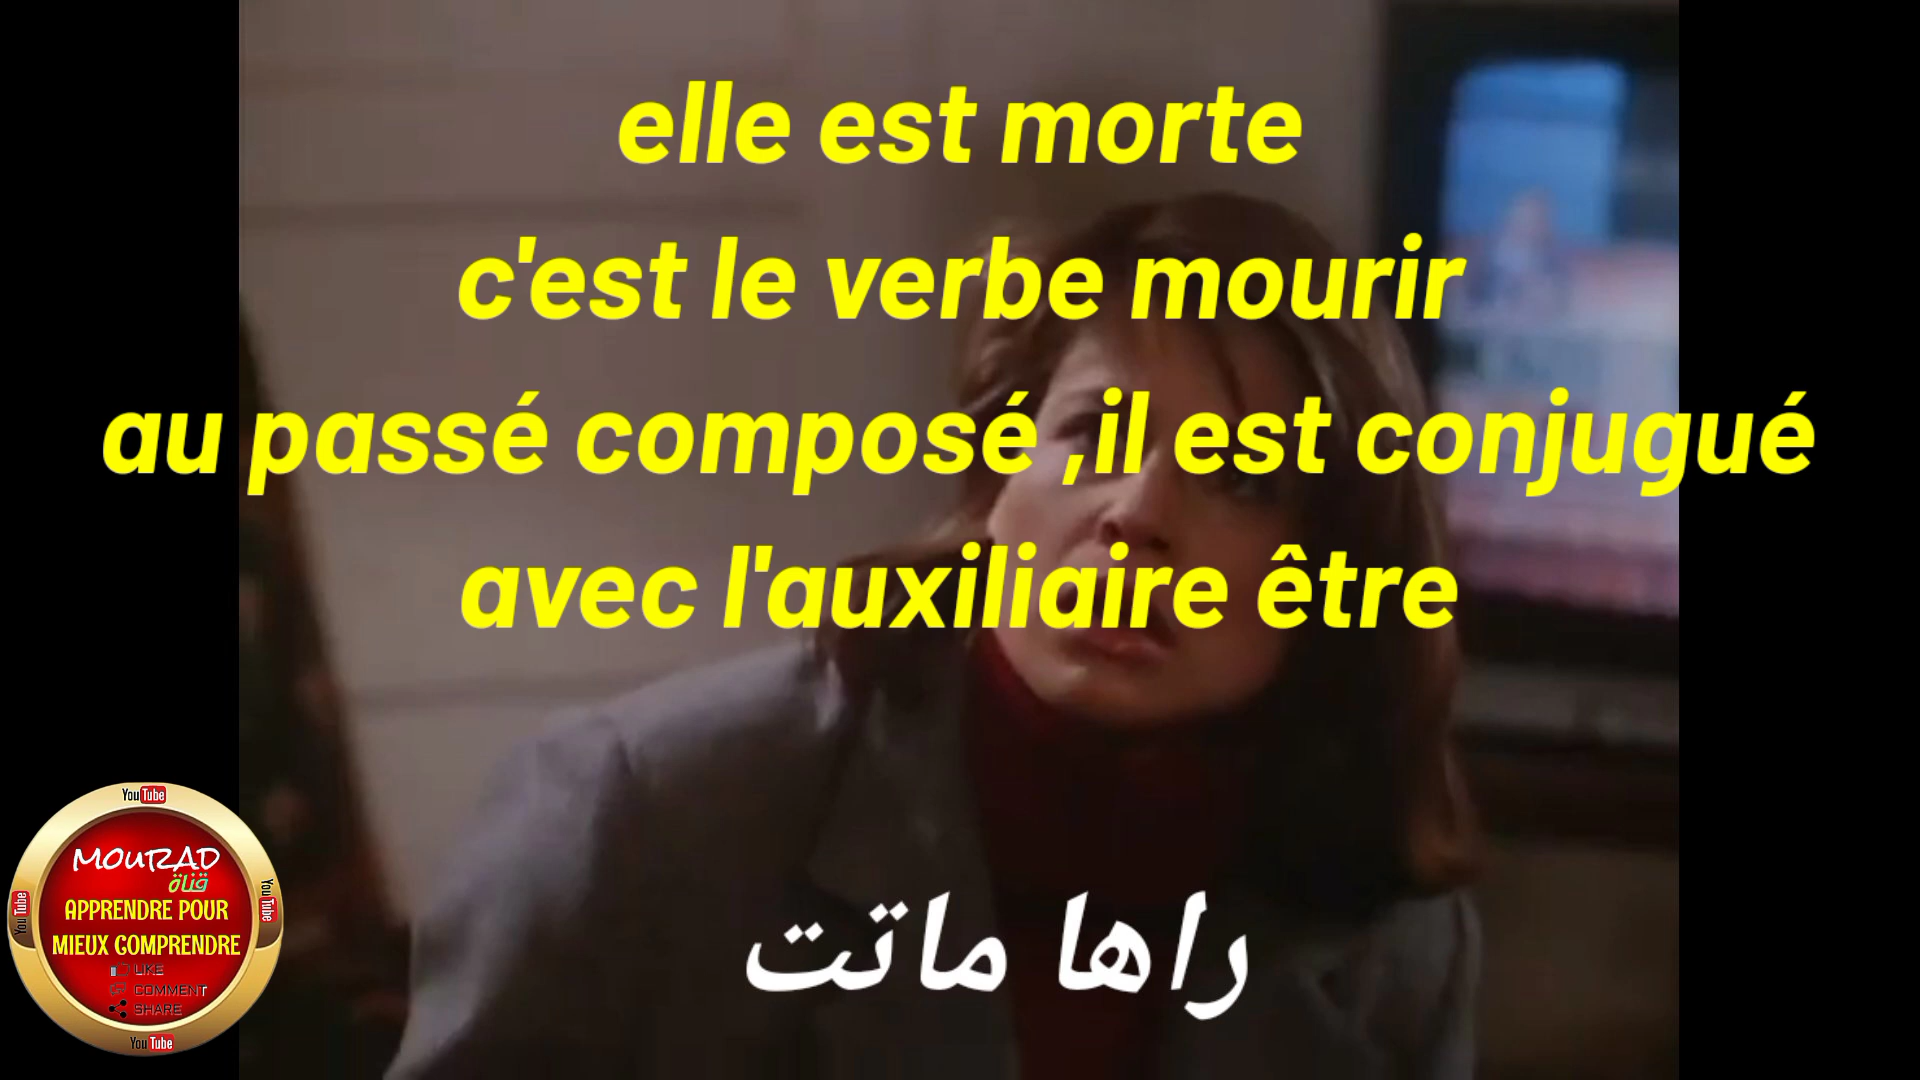 elle est morte
c'est le verbe mourir
au passé composé ,il est conjugué
avec l'auxiliaire être
راها ماتت
YouTube
MOURAD
قناة
APPRENDRE POUR
MIEUX COMPRENDRE
LIKE
COMMENT
SHARE
YouTube
YouTube
YouTube